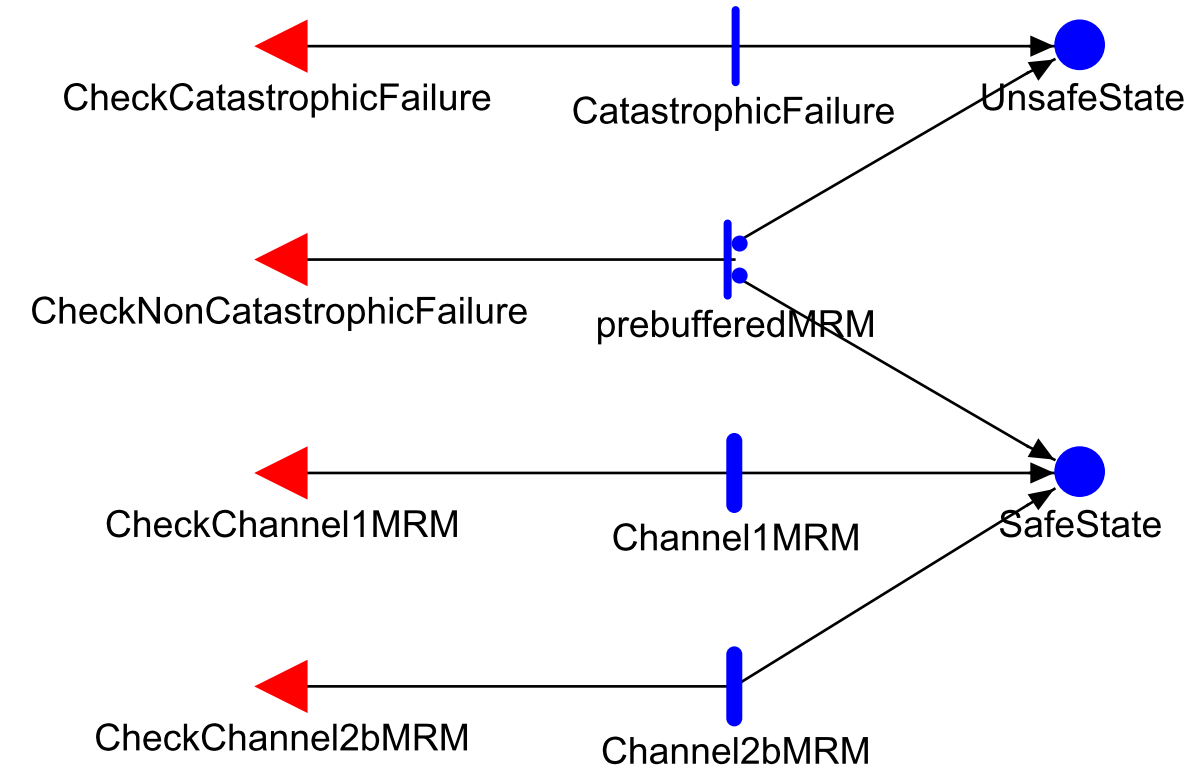 CheckCatastrophicFailure
CatastrophicFailure
UnsafeState
CheckNonCatastrophicFailure
prebufferedMRM
CheckChannel1MRM
Channel1MRM
SafeState
CheckChannel2bMRM
Channel2bMRM